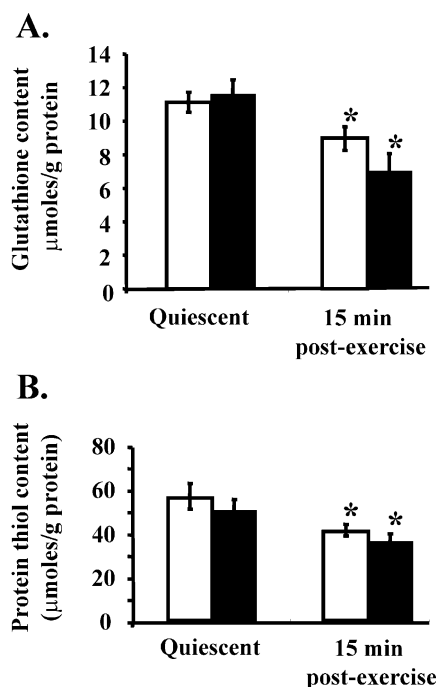 A.
Glutathione content
μmoles/g protein
14
12
10
8
6
4
2
0
*
*
Quiescent
15 min
post-exercise
B.
Protein thiol content
(μmoles/g protein)
80
60
40
20
0
*
*
Quiescent
15 min
post-exercise